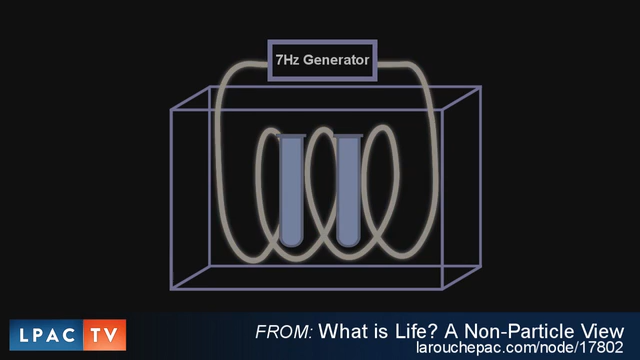 7Hz Generator
LPAC TV
FROM: What is Life? A Non-Particle View
larouchepac.com/node/17802